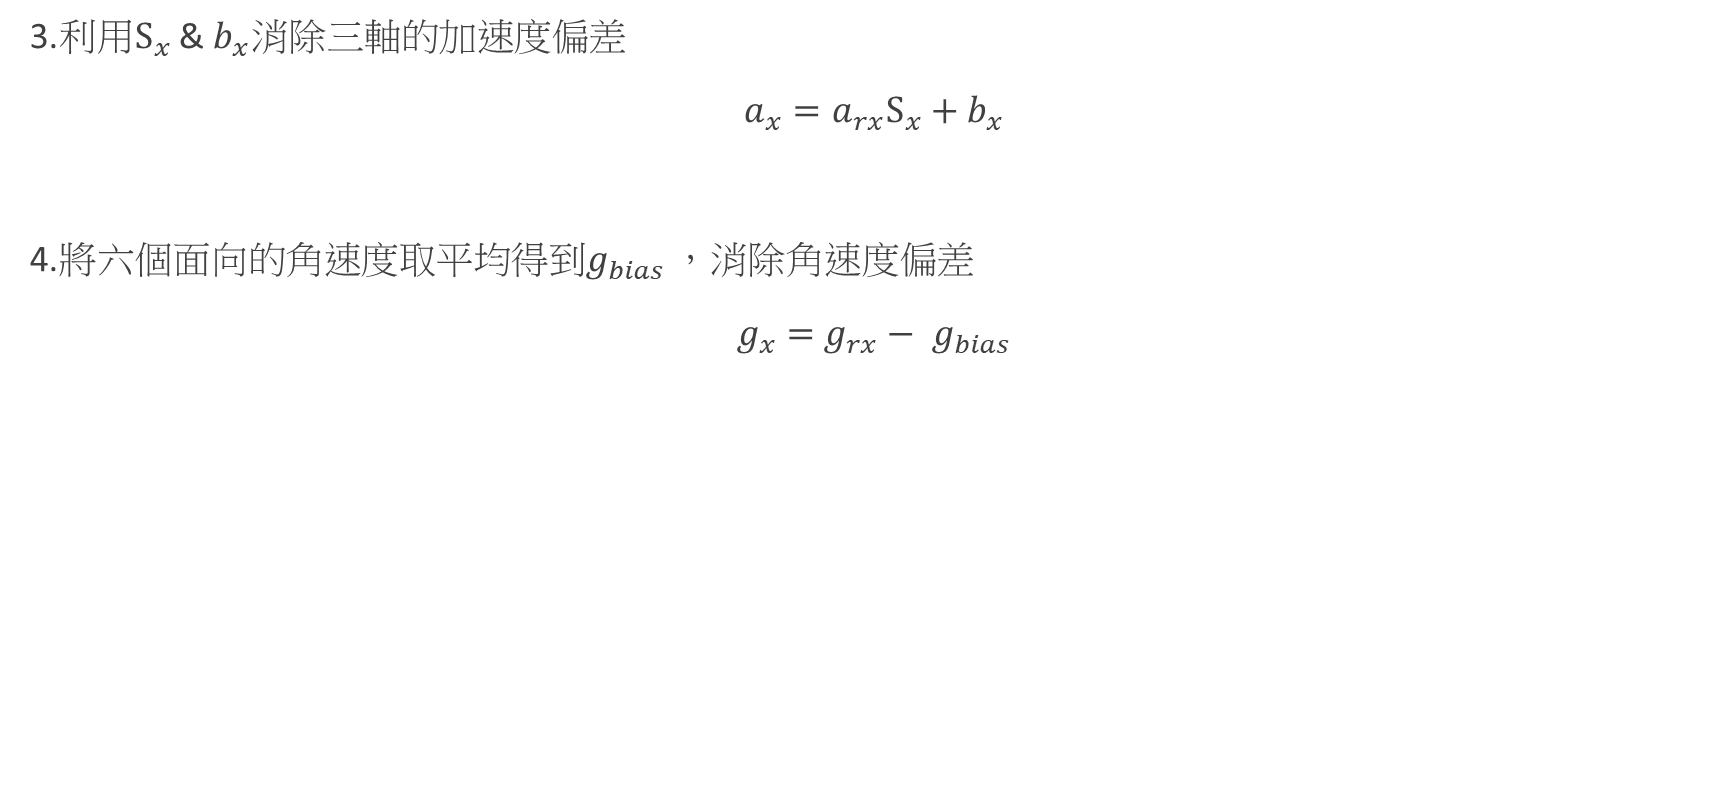 3.利用Sₓ & bₓ消除三軸的加速度偏差
aₓ = aᵣₓSₓ + bₓ
4.將六個面向的角速度取平均得到g_bias ，消除角速度偏差
gₓ = gᵣₓ − g_bias